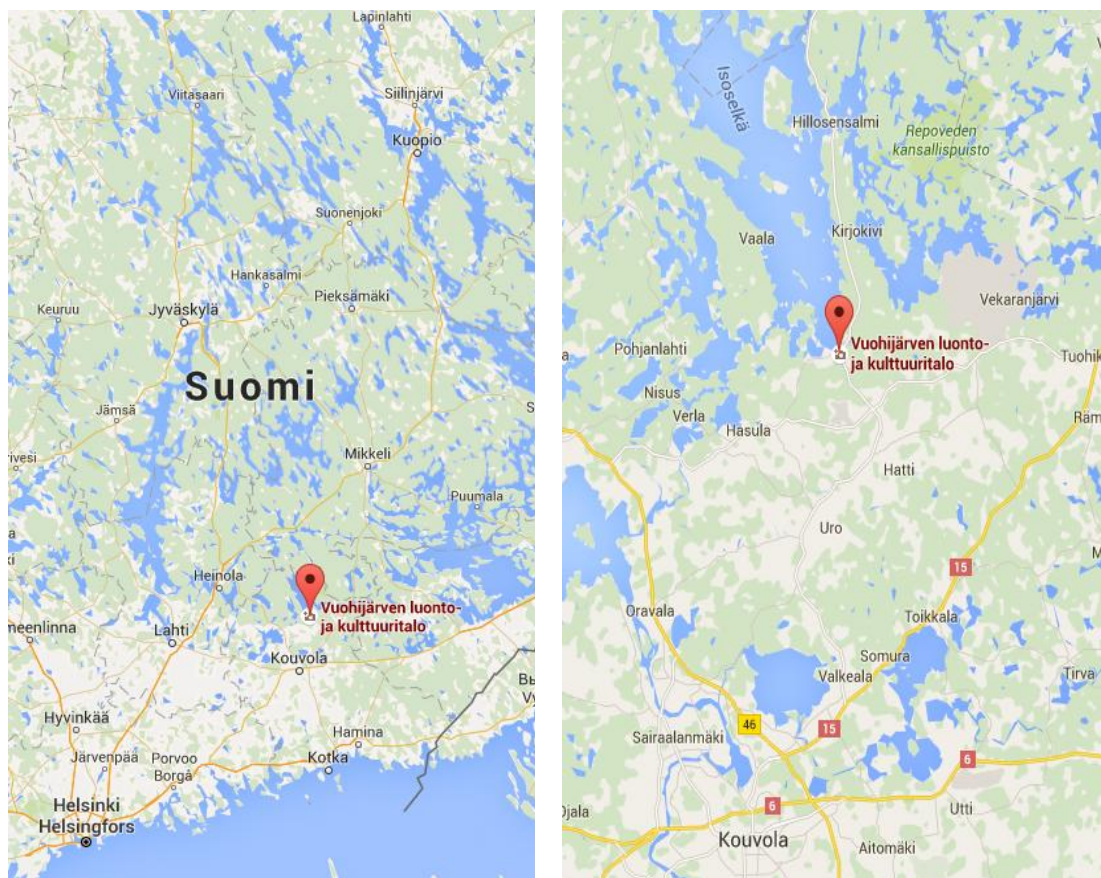 Lapinlahti
Viitasaari
Siilinjärvi
Kuopio
Suonenjoki
Hankasalmi
Keuruu
Jyväskylä
Pieksämäki
Suomi
Jämsä
Mikkeli
Puumala
Heinola
Vuohijärven luonto-
ja kulttuuritalo
Lahti
Kouvola
Hyvinkää
Hamina
Järvenpää
Porvoo
Borgå
Kotka
Helsinki
Helsingfors
Isoselkä
Hillosensalmi
Repoveden
kansallispuisto
Vaala
Kirjokivi
Vekaranjärvi
Vuohijärven luonto-
ja kulttuuritalo
Pohjanlahti
Nisus
Verla
Hasula
Hatti
Uro
15
Oravala
Toikkala
Somura
Valkeala
Tirva
46
15
Sairaalanmäki
6
6
Utti
Kouvola
Aitomäki